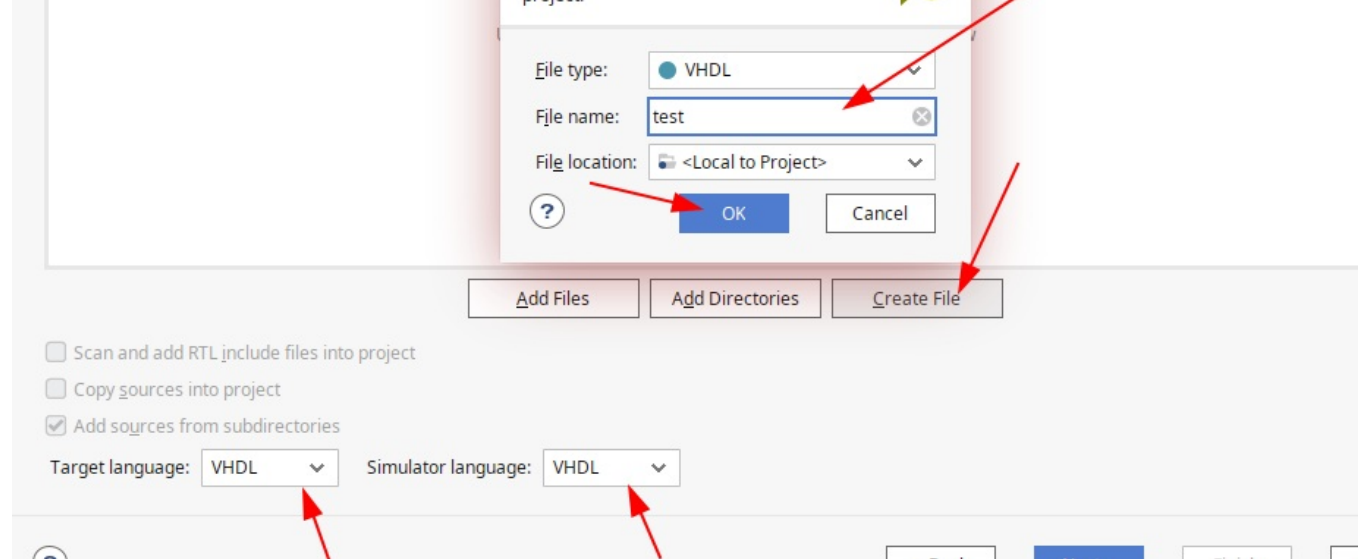 File type: VHDL
File name: test
File location: <Local to Project>
? OK Cancel
Add Files Add Directories Create File
Scan and add RTL include files into project
Copy sources into project
Add sources from subdirectories
Target language: VHDL Simulator language: VHDL